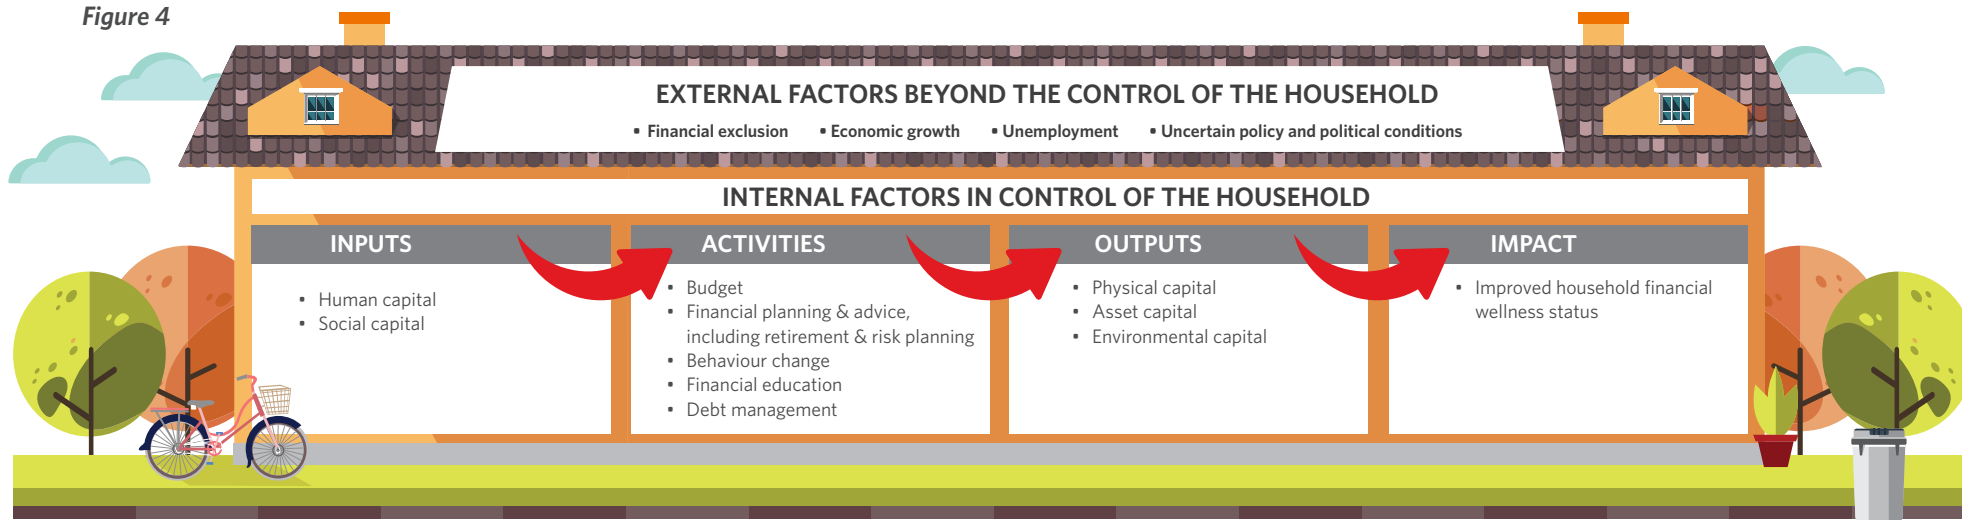 Figure 4
EXTERNAL FACTORS BEYOND THE CONTROL OF THE HOUSEHOLD
• Financial exclusion • Economic growth • Unemployment • Uncertain policy and political conditions
INTERNAL FACTORS IN CONTROL OF THE HOUSEHOLD
INPUTS
• Human capital
• Social capital
ACTIVITIES
• Budget
• Financial planning & advice,
including retirement & risk planning
• Behaviour change
• Financial education
• Debt management
OUTPUTS
• Physical capital
• Asset capital
• Environmental capital
IMPACT
• Improved household financial
wellness status